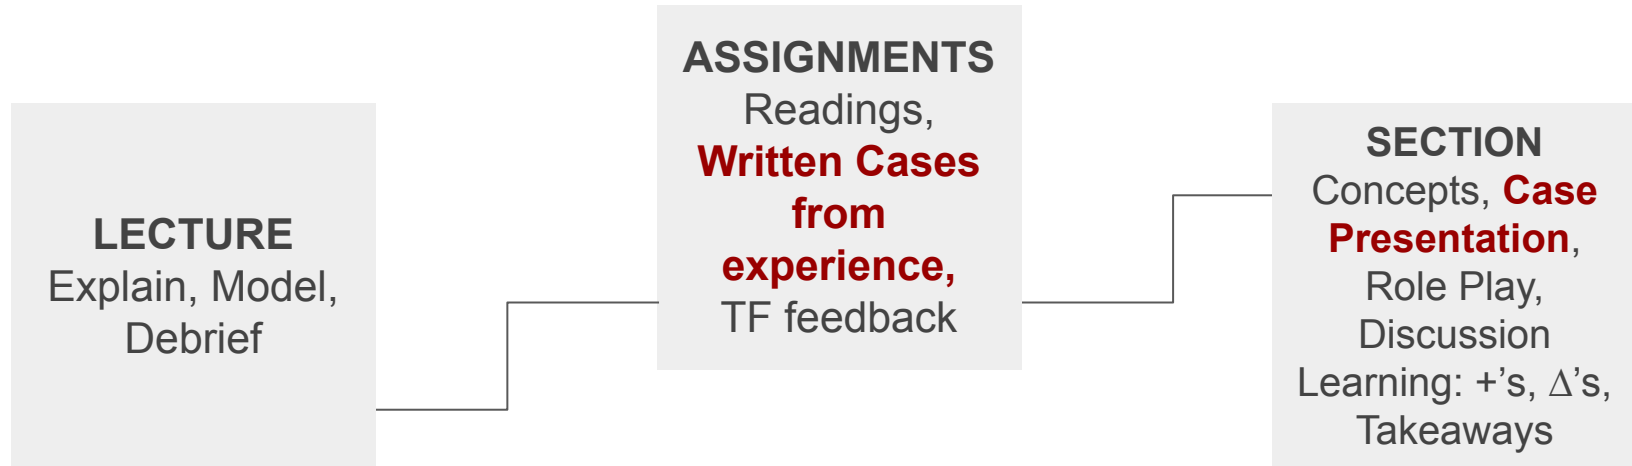 LECTURE
Explain, Model,
Debrief
ASSIGNMENTS
Readings,
Written Cases
from
experience,
TF feedback
SECTION
Concepts, Case
Presentation,
Role Play,
Discussion
Learning: +’s, ∆’s,
Takeaways